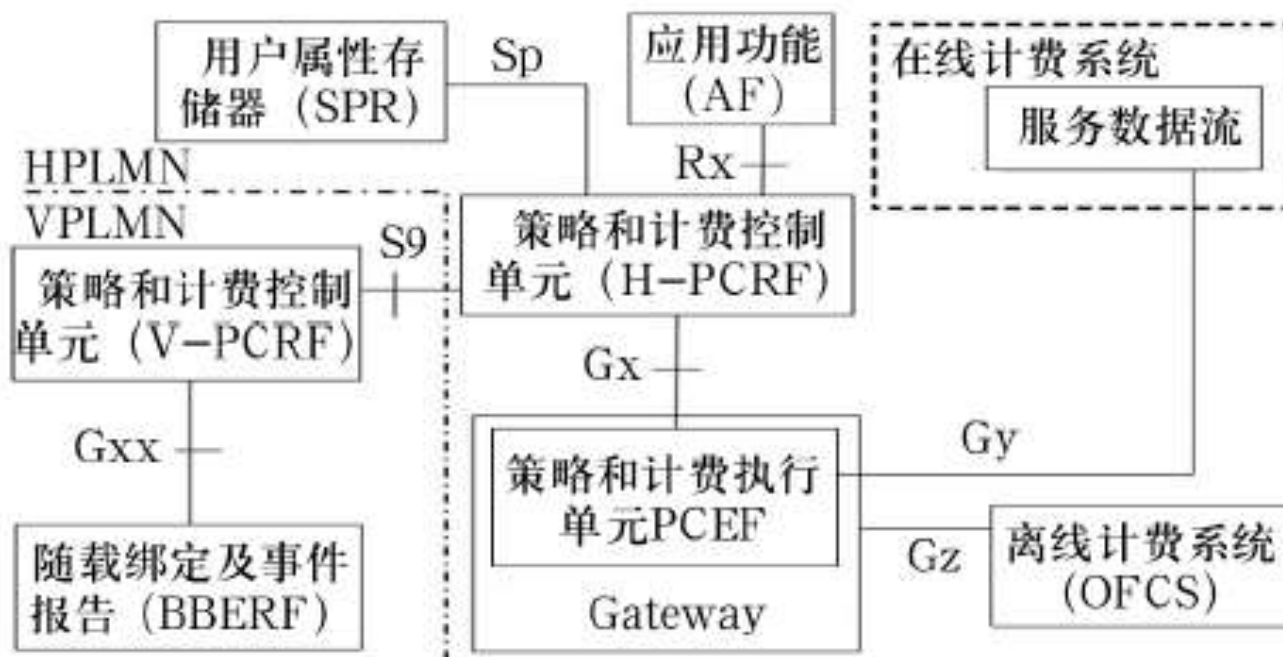 用户属性存
储器（SPR）
Sp
应用功能
(AF)
在线计费系统
服务数据流
Rx
HPLMN
VPLMN
S9
策略和计费控制
单元（H-PCRF）
策略和计费控制
单元（V-PCRF）
Gx
Gxx
Gy
策略和计费执行
单元PCEF
Gateway
Gz
离线计费系统
(OFCS)
随载绑定及事件
报告（BBERF）